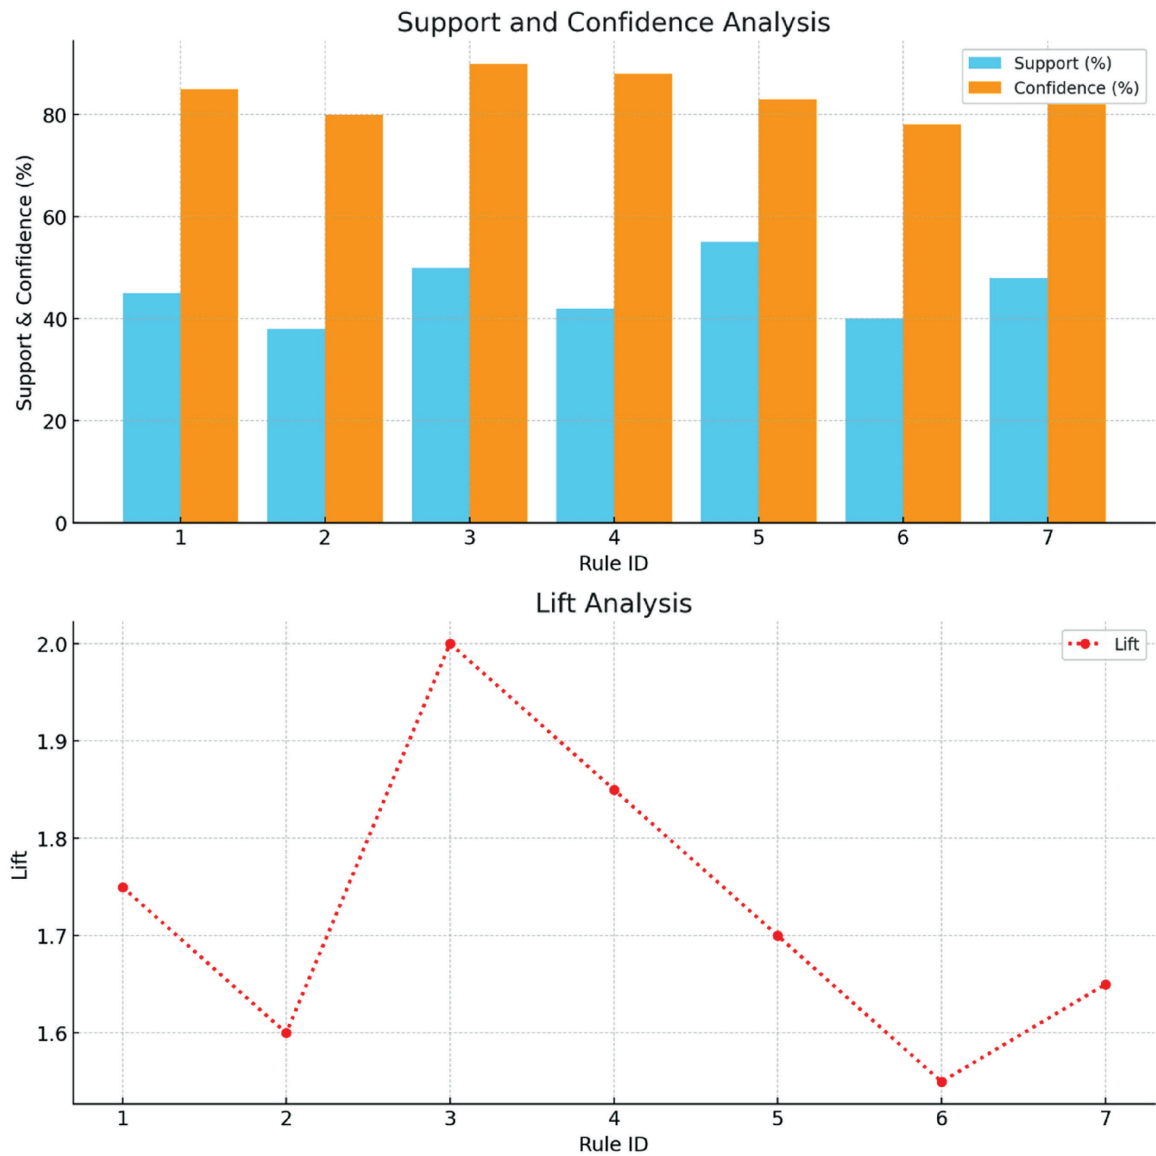 Support and Confidence Analysis
Support (%)
Confidence (%)
80
60
40
20
0
Support & Confidence (%)
1 2 3 4 5 6 7
Rule ID
Lift Analysis
Lift
2.0
1.9
1.8
1.7
1.6
Lift
1 2 3 4 5 6 7
Rule ID